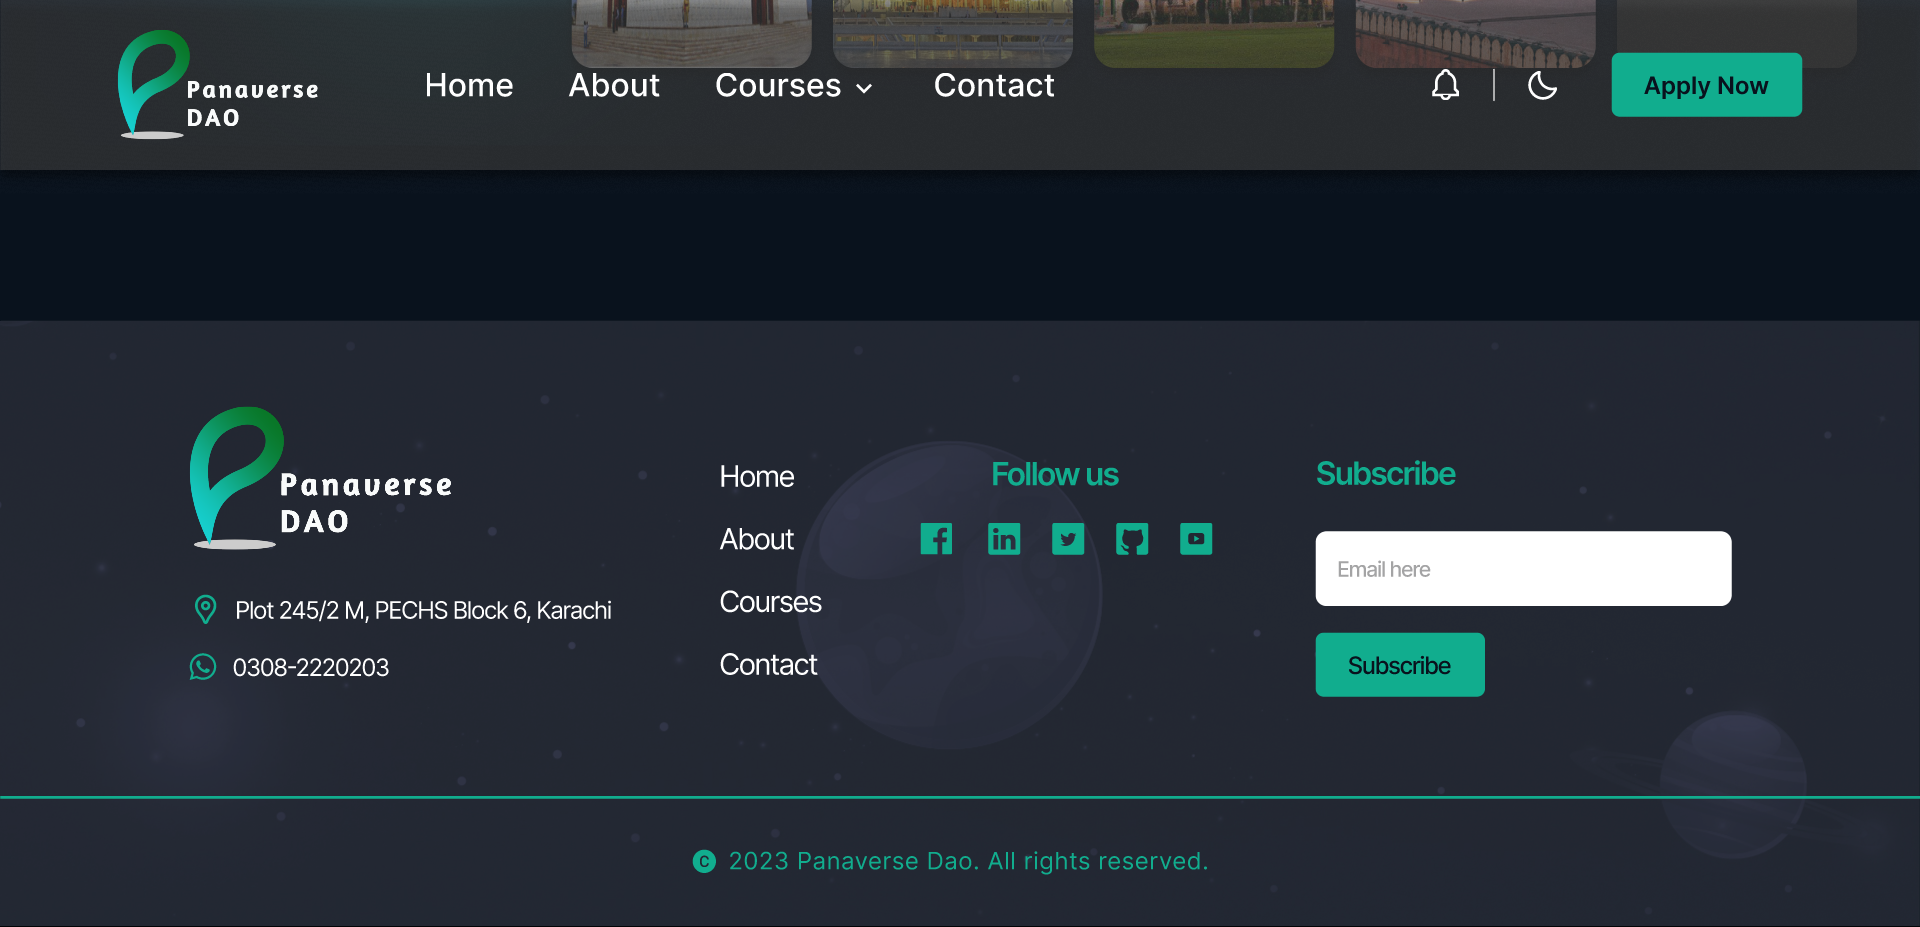 Panaverse
DAO
Home
About
Courses
Contact
Apply Now
Panaverse
DAO
Plot 245/2 M, PECHS Block 6, Karachi
0308-2220203
Home
About
Courses
Contact
Follow us
Subscribe
Email here
Subscribe
© 2023 Panaverse Dao. All rights reserved.